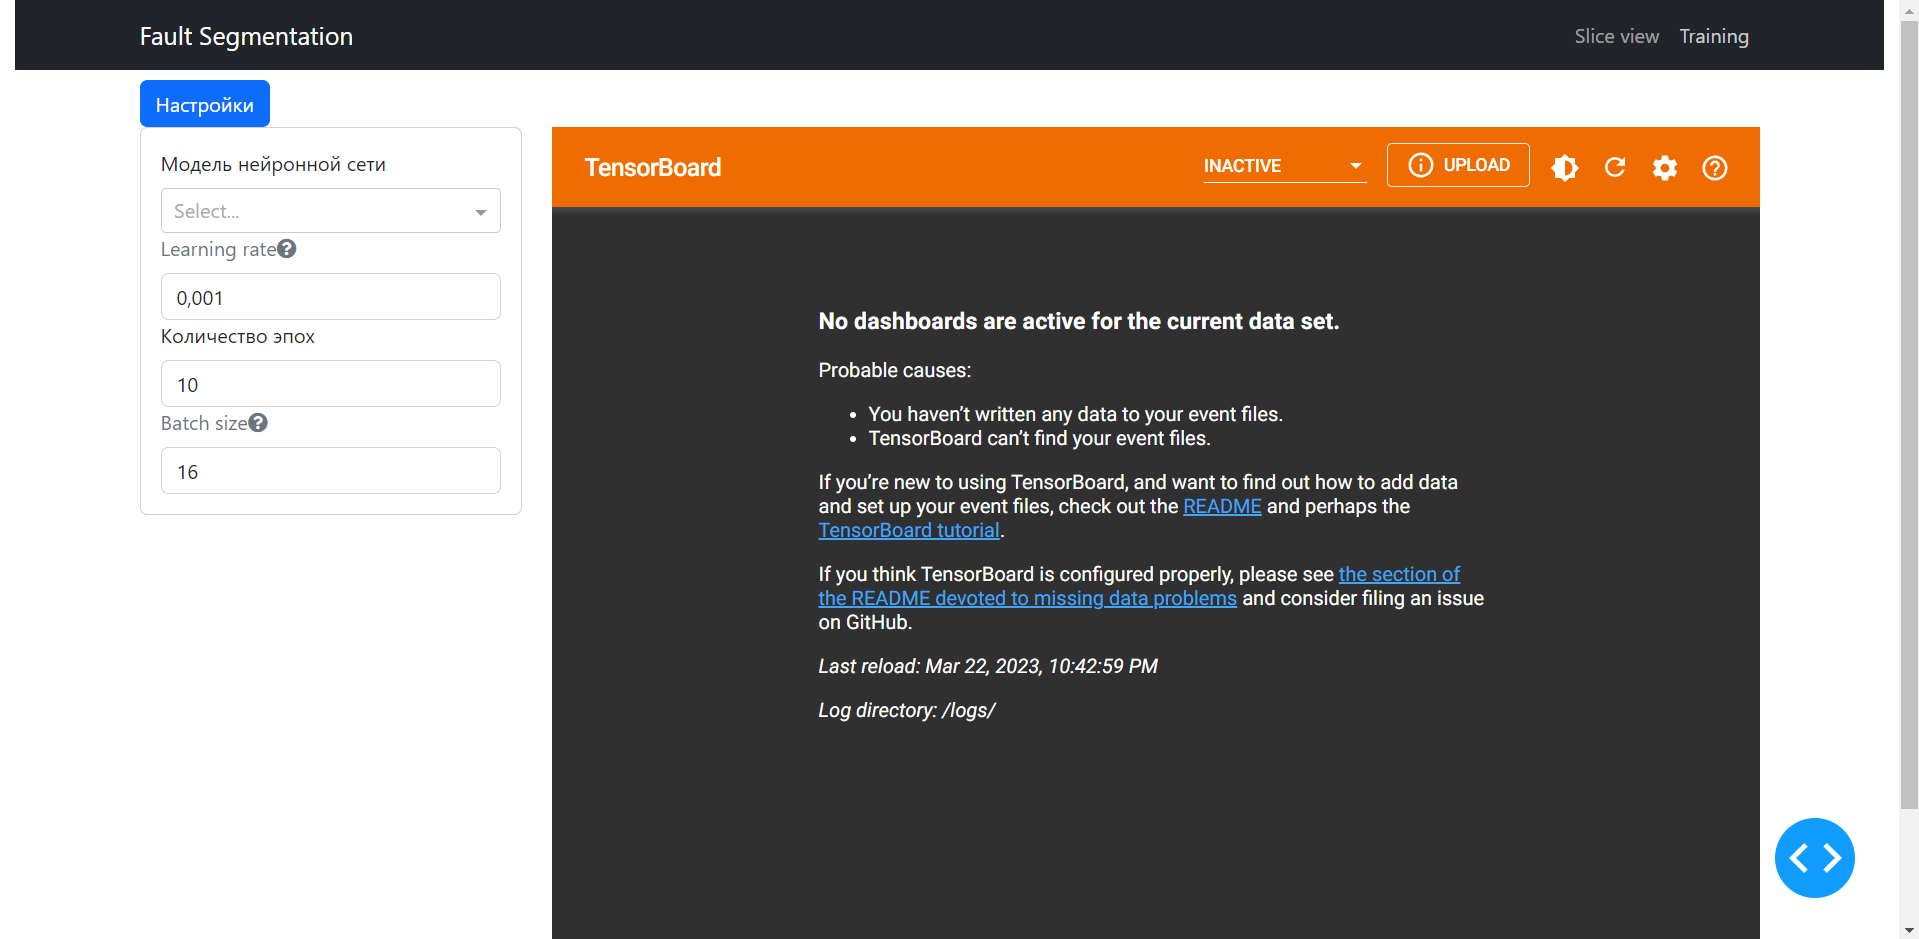 Fault Segmentation
Slice view Training
Настройки
Модель нейронной сети
Select...
Learning rate
0,001
Количество эпох
10
Batch size
16
TensorBoard
INACTIVE
UPLOAD
No dashboards are active for the current data set.
Probable causes:
• You haven’t written any data to your event files.
• TensorBoard can’t find your event files.
If you’re new to using TensorBoard, and want to find out how to add data
and set up your event files, check out the README and perhaps the
TensorBoard tutorial.
If you think TensorBoard is configured properly, please see the section of
the README devoted to missing data problems and consider filing an issue
on GitHub.
Last reload: Mar 22, 2023, 10:42:59 PM
Log directory: /logs/